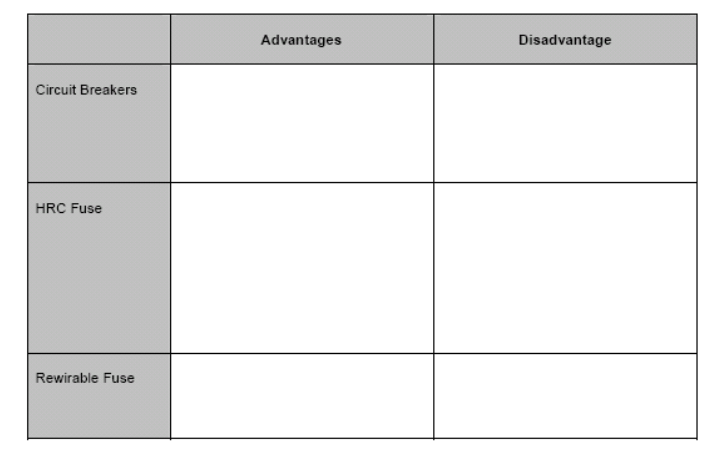 Advantages
Disadvantage
Circuit Breakers
HRC Fuse
Rewirable Fuse